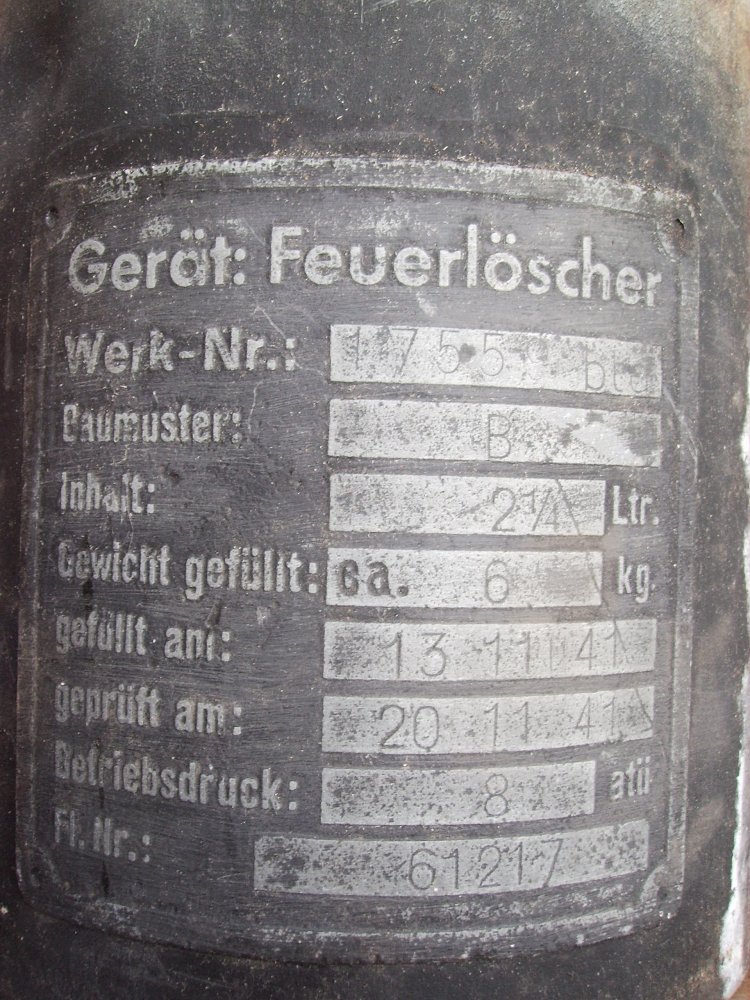 Gerät: Feuerlöscher
Werk-Nr.:
Baumuster: B
Inhalt: 2¼ Ltr.
Gewicht gefüllt: ca. 6 kg.
gefüllt am: 13 11 41
geprüft am: 20 11 41
Betriebsdruck: 8 atü
Fl. Nr.: 61217